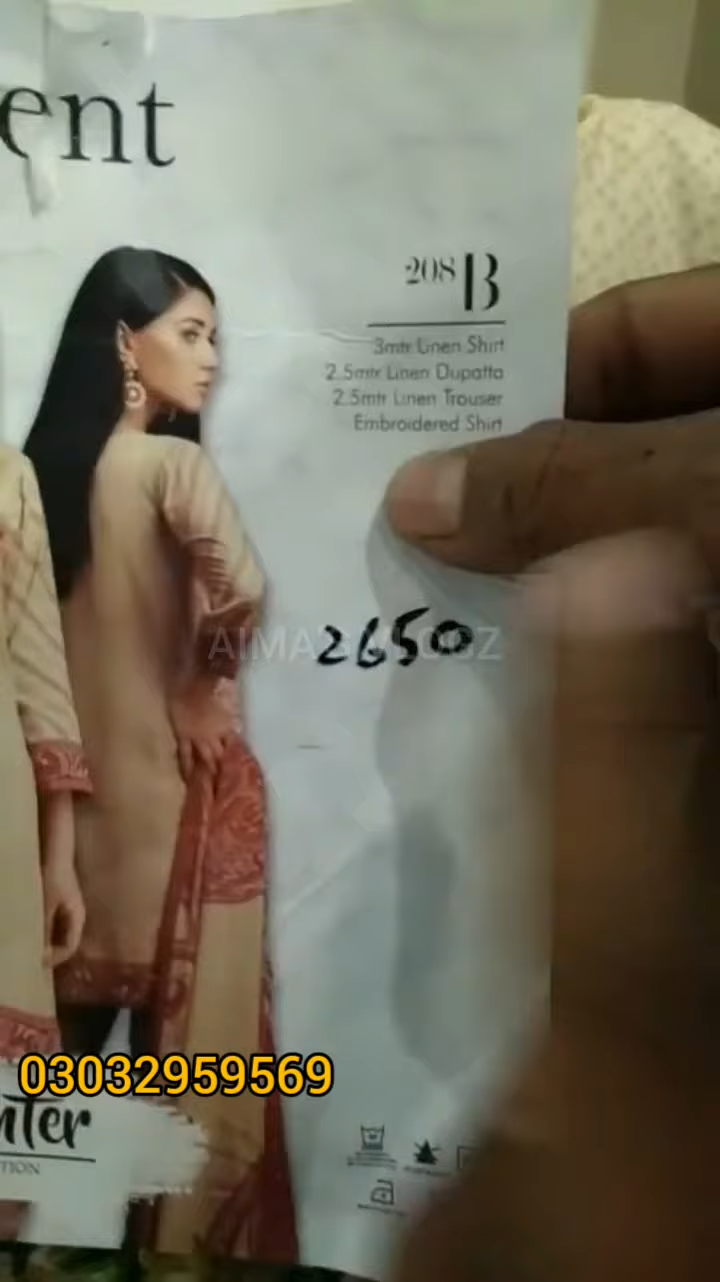 ent
208 B
3mtr Linen Shirt
2.5mtr Linen Dupatta
2.5mtr Linen Trouser
Embroidered Shirt
2650
03032959569
nter
TION